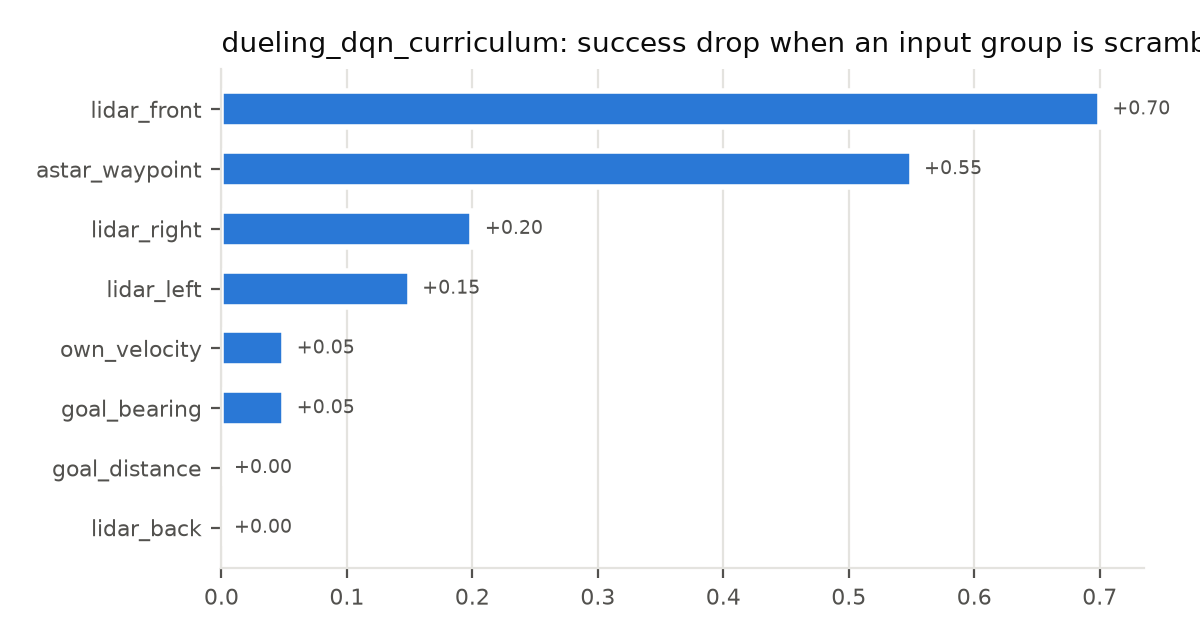 dueling_dqn_curriculum: success drop when an input group is scramb
lidar_front
+0.70
astar_waypoint
+0.55
lidar_right
+0.20
lidar_left
+0.15
own_velocity
+0.05
goal_bearing
+0.05
goal_distance
+0.00
lidar_back
+0.00
0.0 0.1 0.2 0.3 0.4 0.5 0.6 0.7